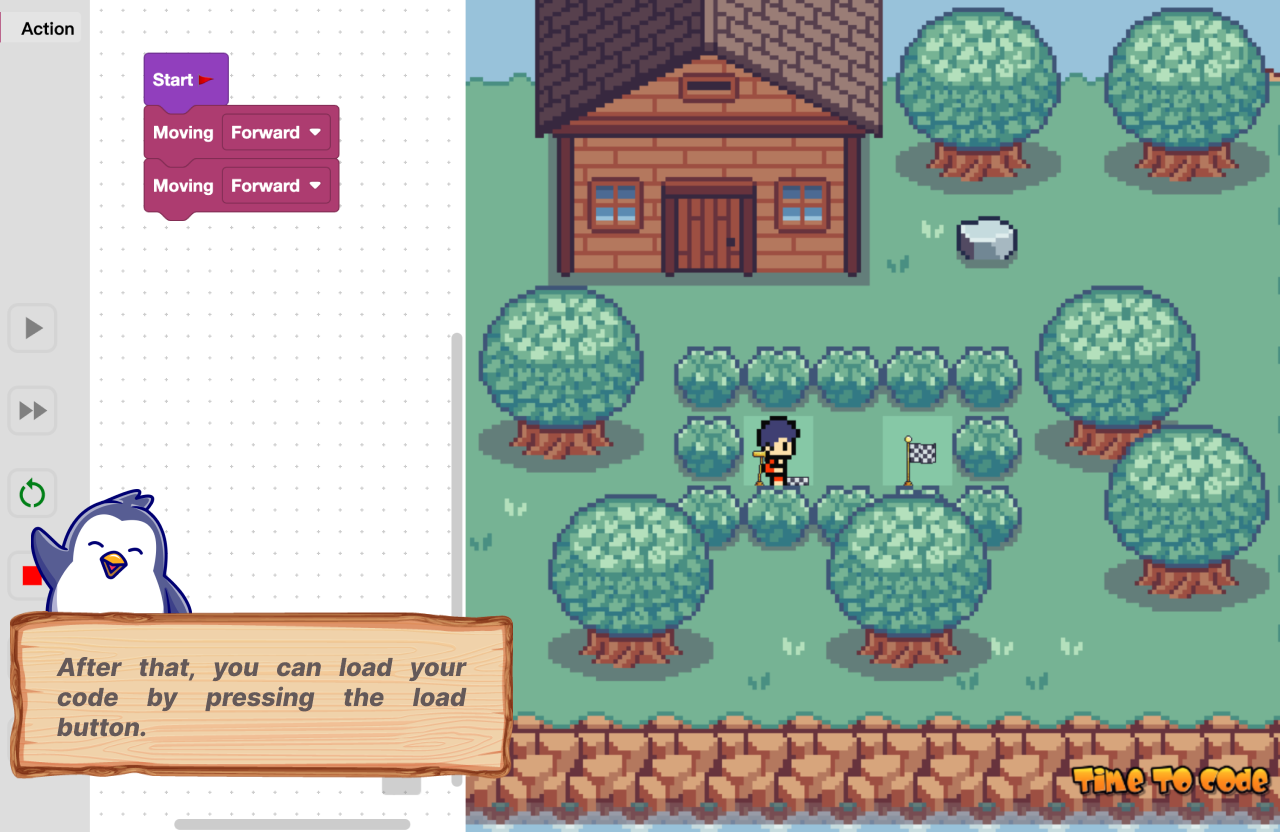 Action
Start
Moving Forward
Moving Forward
After that, you can load your
code by pressing the load
button.
TIME TO CODE